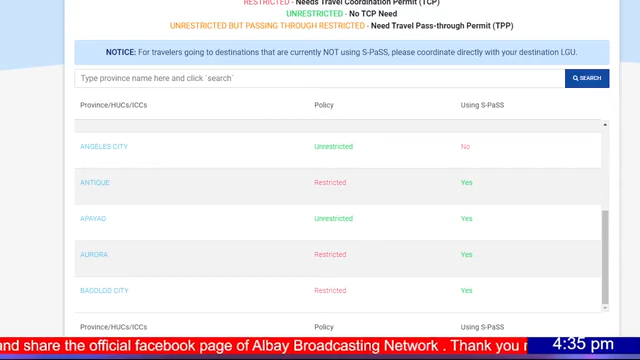 RESTRICTED - Needs Travel Coordination Permit (TCP)
UNRESTRICTED - No TCP Need
UNRESTRICTED BUT PASSING THROUGH RESTRICTED - Need Travel Pass-through Permit (TPP)
NOTICE: For travelers going to destinations that are currently NOT using S-PaSS, please coordinate directly with your destination LGU.
Type province name here and click `search` SEARCH
Province/HUCs/ICCs Policy Using S-PaSS
ANGELES CITY Unrestricted No
ANTIQUE Restricted Yes
APAYAO Unrestricted Yes
AURORA Restricted Yes
BACOLOD CITY Restricted Yes
Province/HUCs/ICCs Policy Using S-PaSS
and share the official facebook page of Albay Broadcasting Network . Thank you 4:35 pm